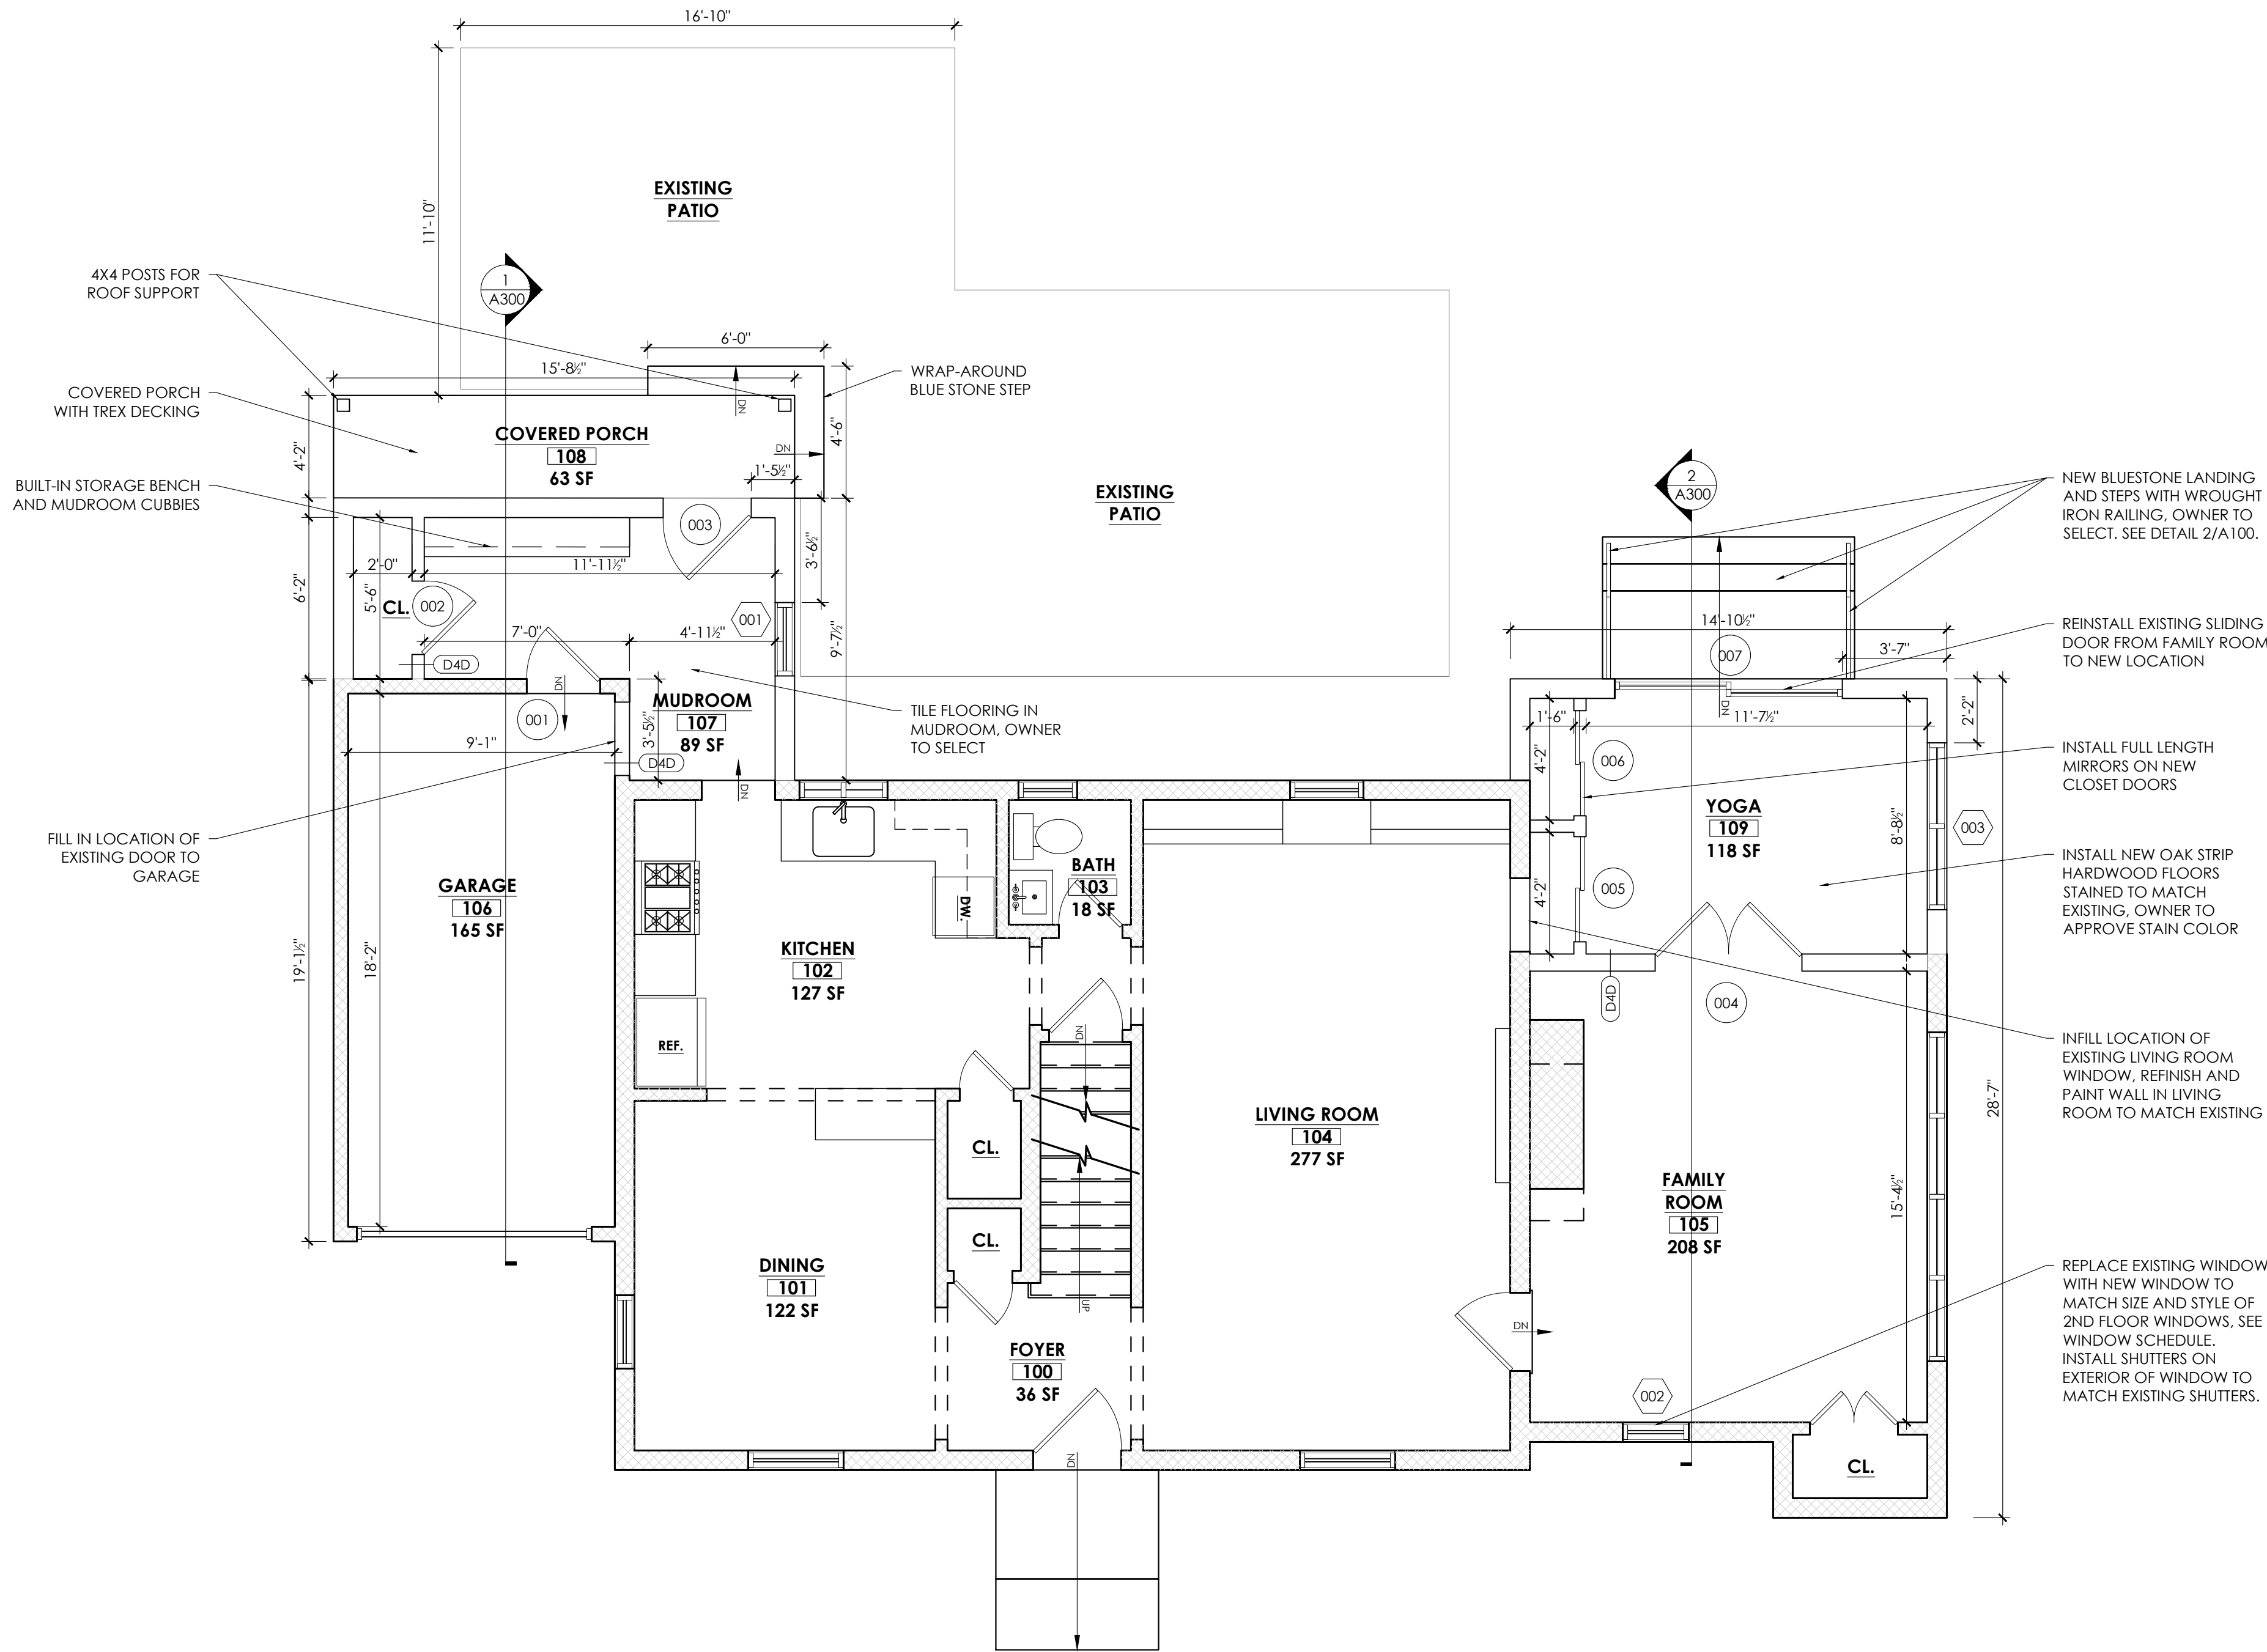 16'-10"
11'-10"
EXISTING
PATIO
4X4 POSTS FOR
ROOF SUPPORT
1
A300
6'-0"
15'-8½"
WRAP-AROUND
BLUE STONE STEP
COVERED PORCH
WITH TREX DECKING
DN
COVERED PORCH
108
63 SF
4'-2"
4'-6"
DN
1'-5½"
BUILT-IN STORAGE BENCH
AND MUDROOM CUBBIES
EXISTING
PATIO
2
A300
NEW BLUESTONE LANDING
AND STEPS WITH WROUGHT
IRON RAILING, OWNER TO
SELECT. SEE DETAIL 2/A100.
003
3'-6½"
2'-0"
11'-11½"
6'-2"
5'-6"
CL.
002
001
7'-0"
4'-11½"
9'-7½"
D4D
14'-10½"
REINSTALL EXISTING SLIDING
DOOR FROM FAMILY ROOM
TO NEW LOCATION
3'-7"
007
DN
MUDROOM
107
89 SF
001
9'-1"
3'-5½"
D4D
TILE FLOORING IN
MUDROOM, OWNER
TO SELECT
DN
DN
1'-6"
11'-7½"
2'-2"
4'-2"
006
INSTALL FULL LENGTH
MIRRORS ON NEW
CLOSET DOORS
YOGA
109
118 SF
8'-8½"
003
FILL IN LOCATION OF
EXISTING DOOR TO
GARAGE
GARAGE
106
165 SF
DW.
BATH
103
18 SF
4'-2"
005
INSTALL NEW OAK STRIP
HARDWOOD FLOORS
STAINED TO MATCH
EXISTING, OWNER TO
APPROVE STAIN COLOR
19'-1½"
18'-2"
KITCHEN
102
127 SF
D4D
004
REF.
DN
INFILL LOCATION OF
EXISTING LIVING ROOM
WINDOW, REFINISH AND
PAINT WALL IN LIVING
ROOM TO MATCH EXISTING
28'-7"
CL.
LIVING ROOM
104
277 SF
FAMILY
ROOM
105
208 SF
15'-4½"
CL.
DINING
101
122 SF
UP
DN
FOYER
100
36 SF
REPLACE EXISTING WINDOW
WITH NEW WINDOW TO
MATCH SIZE AND STYLE OF
2ND FLOOR WINDOWS, SEE
WINDOW SCHEDULE.
INSTALL SHUTTERS ON
EXTERIOR OF WINDOW TO
MATCH EXISTING SHUTTERS.
002
DN
CL.